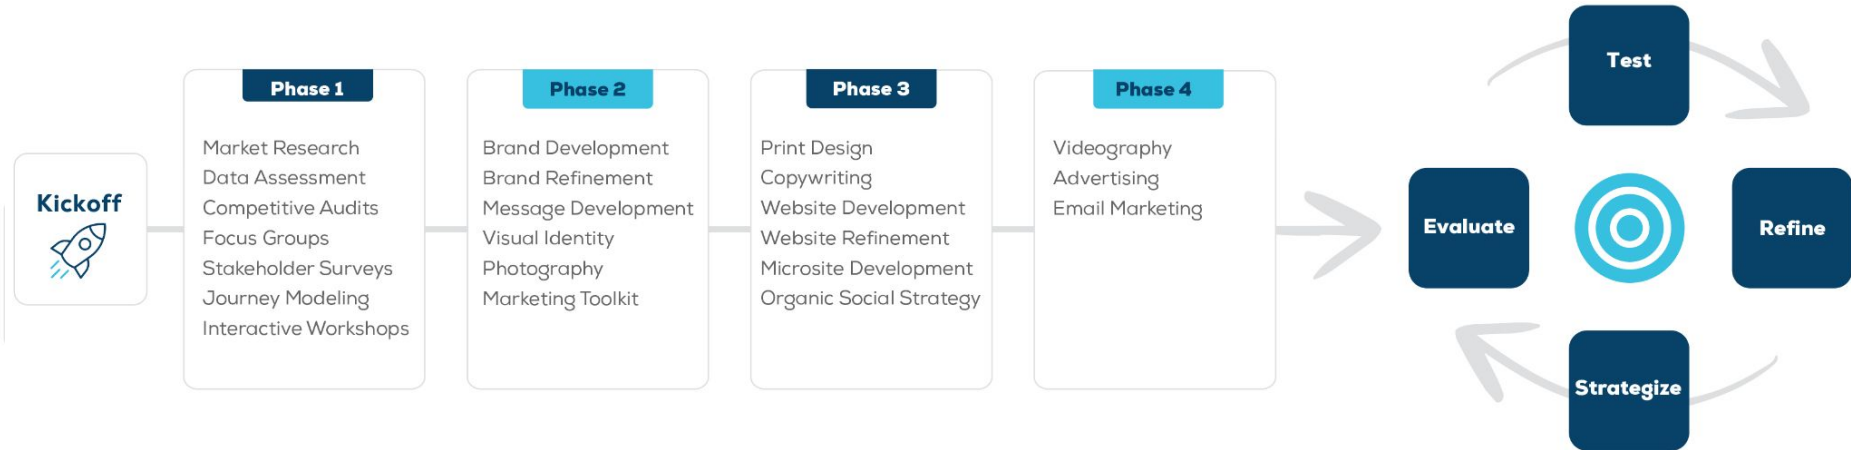 Kickoff
Phase 1
Market Research
Data Assessment
Competitive Audits
Focus Groups
Stakeholder Surveys
Journey Modeling
Interactive Workshops
Phase 2
Brand Development
Brand Refinement
Message Development
Visual Identity
Photography
Marketing Toolkit
Phase 3
Print Design
Copywriting
Website Development
Website Refinement
Microsite Development
Organic Social Strategy
Phase 4
Videography
Advertising
Email Marketing
Evaluate
Test
Refine
Strategize